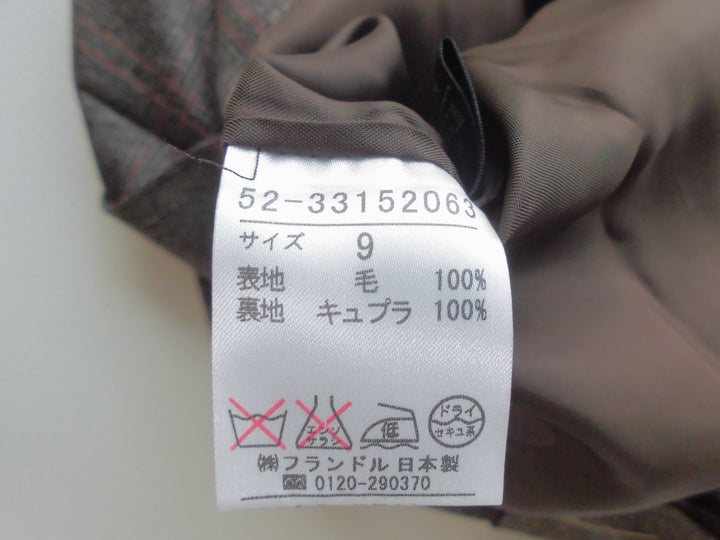 52-33152063
サイズ 9
表地 毛 100%
裏地 キュプラ 100%
エンソ サラシ 低 ドライ セキユ系
㈱フランドル 日本製
0120-290370